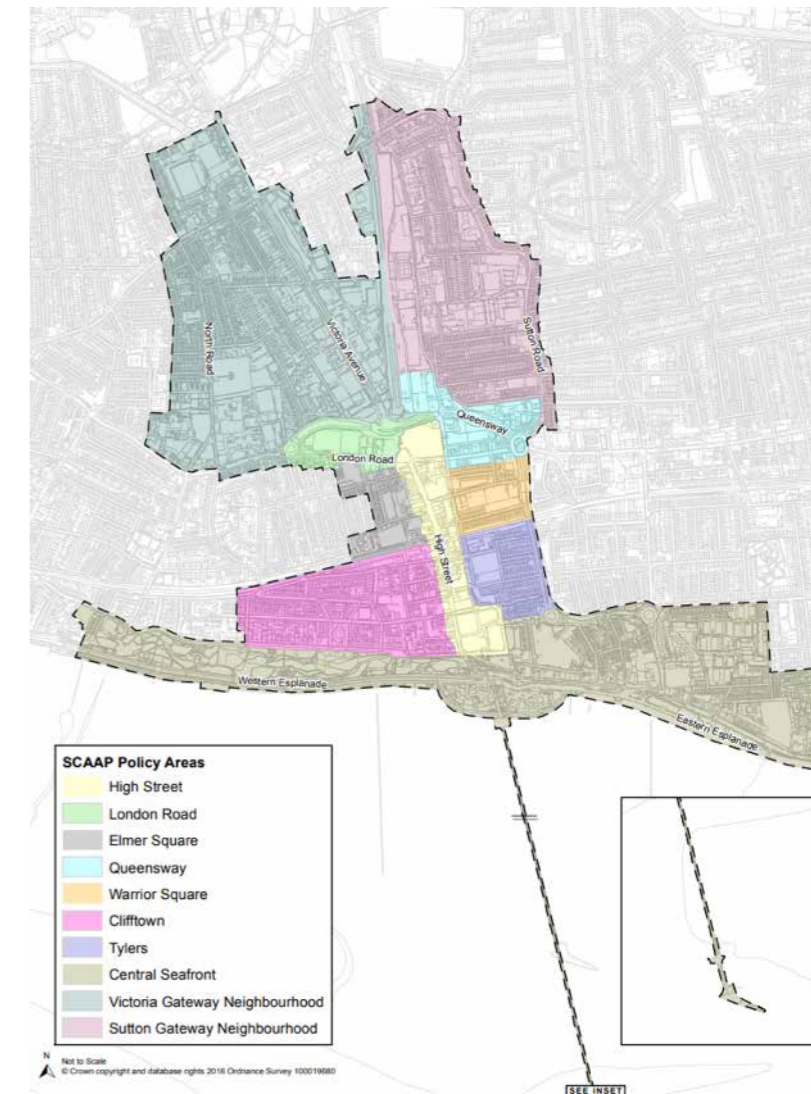 North Road
Victoria Avenue
Sutton Road
Queensway
London Road
High Street
Western Esplanade
Eastern Esplanade
SCAAP Policy Areas
High Street
London Road
Elmer Square
Queensway
Warrior Square
Clifftown
Tylers
Central Seafront
Victoria Gateway Neighbourhood
Sutton Gateway Neighbourhood
N
Not to Scale
© Crown copyright and database rights 2016 Ordnance Survey 100019680
SEE INSET